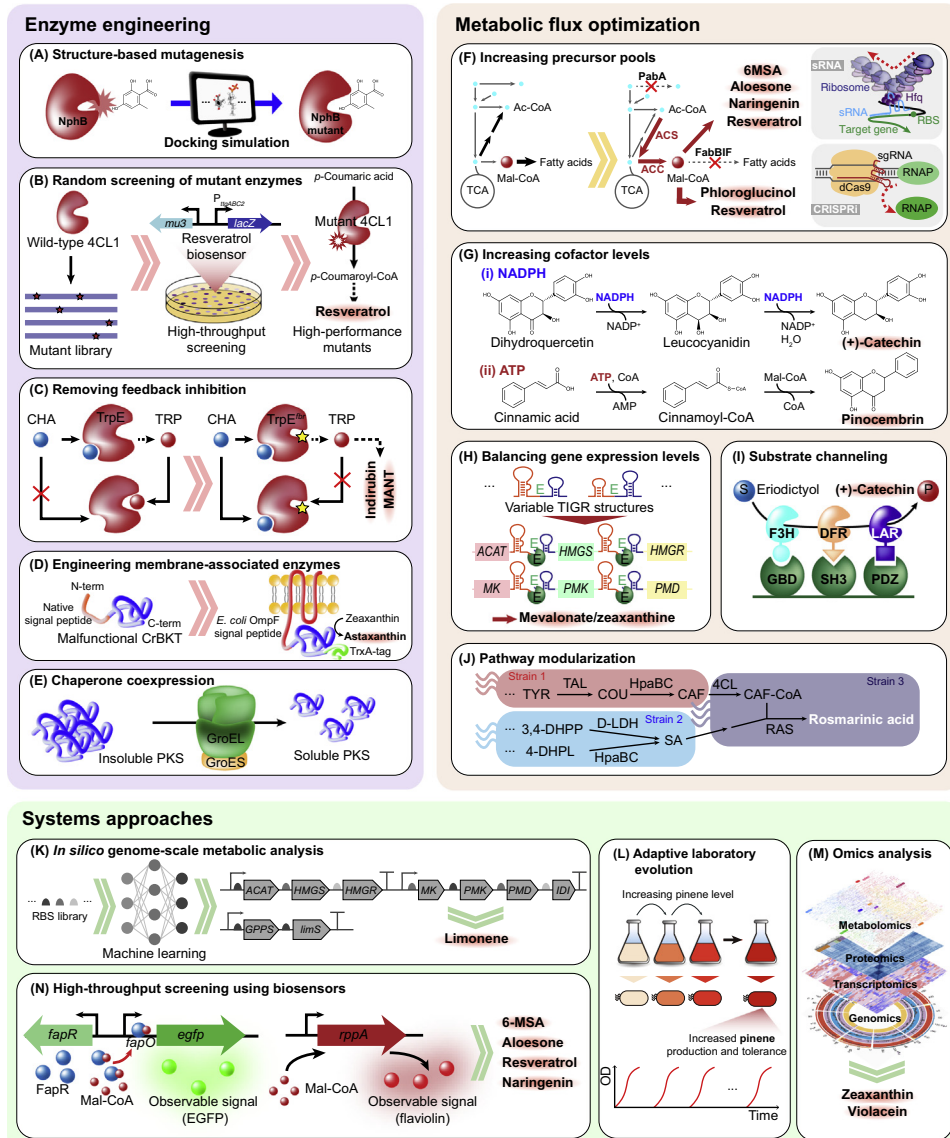 Enzyme engineering
(A) Structure-based mutagenesis
NphB
HO
OH
Docking simulation
NphB
mutant
(B) Random screening of mutant enzymes
Wild-type 4CL1
Mutant library
P
ttgABC2
mu3
lacZ
Resveratrol
biosensor
High-throughput
screening
p-Coumaric acid
Mutant 4CL1
p-Coumaroyl-CoA
Resveratrol
High-performance
mutants
(C) Removing feedback inhibition
CHA
TrpE
TRP
CHA
TrpEfbr
TRP
Indirubin
MANT
(D) Engineering membrane-associated enzymes
N-term
Native
signal peptide
C-term
Malfunctional CrBKT
E. coli OmpF
signal peptide
Zeaxanthin
Astaxanthin
TrxA-tag
(E) Chaperone coexpression
Insoluble PKS
GroEL
GroES
Soluble PKS
Metabolic flux optimization
(F) Increasing precursor pools
Ac-CoA
Fatty acids
Mal-CoA
TCA
PabA
Ac-CoA
ACS
ACC
FabBIF
Fatty acids
Mal-CoA
TCA
6MSA
Aloesone
Naringenin
Resveratrol
Phloroglucinol
Resveratrol
sRNA
Ribosome
Hfq
sRNA
RBS
Target gene
sgRNA
RNAP
dCas9
CRISPRI
RNAP
(G) Increasing cofactor levels
(i) NADPH
Dihydroquercetin
NADPH
NADP⁺
Leucocyanidin
NADPH
NADP⁺
H₂O
(+)-Catechin
(ii) ATP
Cinnamic acid
ATP, CoA
AMP
S-CoA
Cinnamoyl-CoA
Mal-CoA
CoA
Pinocembrin
(H) Balancing gene expression levels
... E E ...
Variable TIGR structures
ACAT E HMGS E HMGR
MK E PMK E PMD
Mevalonate/zeaxanthine
(I) Substrate channeling
S Eriodictyol
(+)-Catechin P
F3H DFR LAR
GBD SH3 PDZ
(J) Pathway modularization
Strain 1
... TYR TAL COU HpaBC CAF 4CL CAF-CoA
Strain 3
Strain 2
... 3,4-DHPP D-LDH SA
... 4-DHPL HpaBC
RAS
Rosmarinic acid
Systems approaches
(K) In silico genome-scale metabolic analysis
... ...
RBS library
Machine learning
ACAT HMGS HMGR MK PMK PMD IDI
GPPS limS
Limonene
(L) Adaptive laboratory
evolution
Increasing pinene level
Increased pinene
production and tolerance
OD
...
Time
(M) Omics analysis
Metabolomics
Proteomics
Transcriptomics
Genomics
Zeaxanthin
Violacein
(N) High-throughput screening using biosensors
fapR
fapO
egfp
FapR
Mal-CoA
Observable signal
(EGFP)
rppA
Mal-CoA
Observable signal
(flaviolin)
6-MSA
Aloesone
Resveratrol
Naringenin